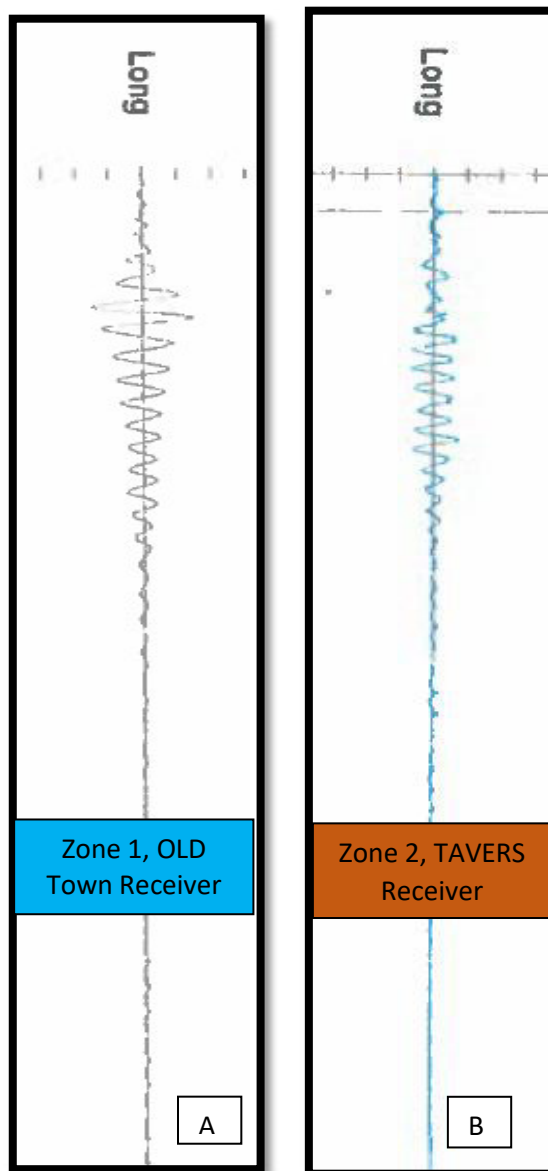 Long
Long
Zone 1, OLD
Town Receiver
Zone 2, TAVERS
Receiver
A
B